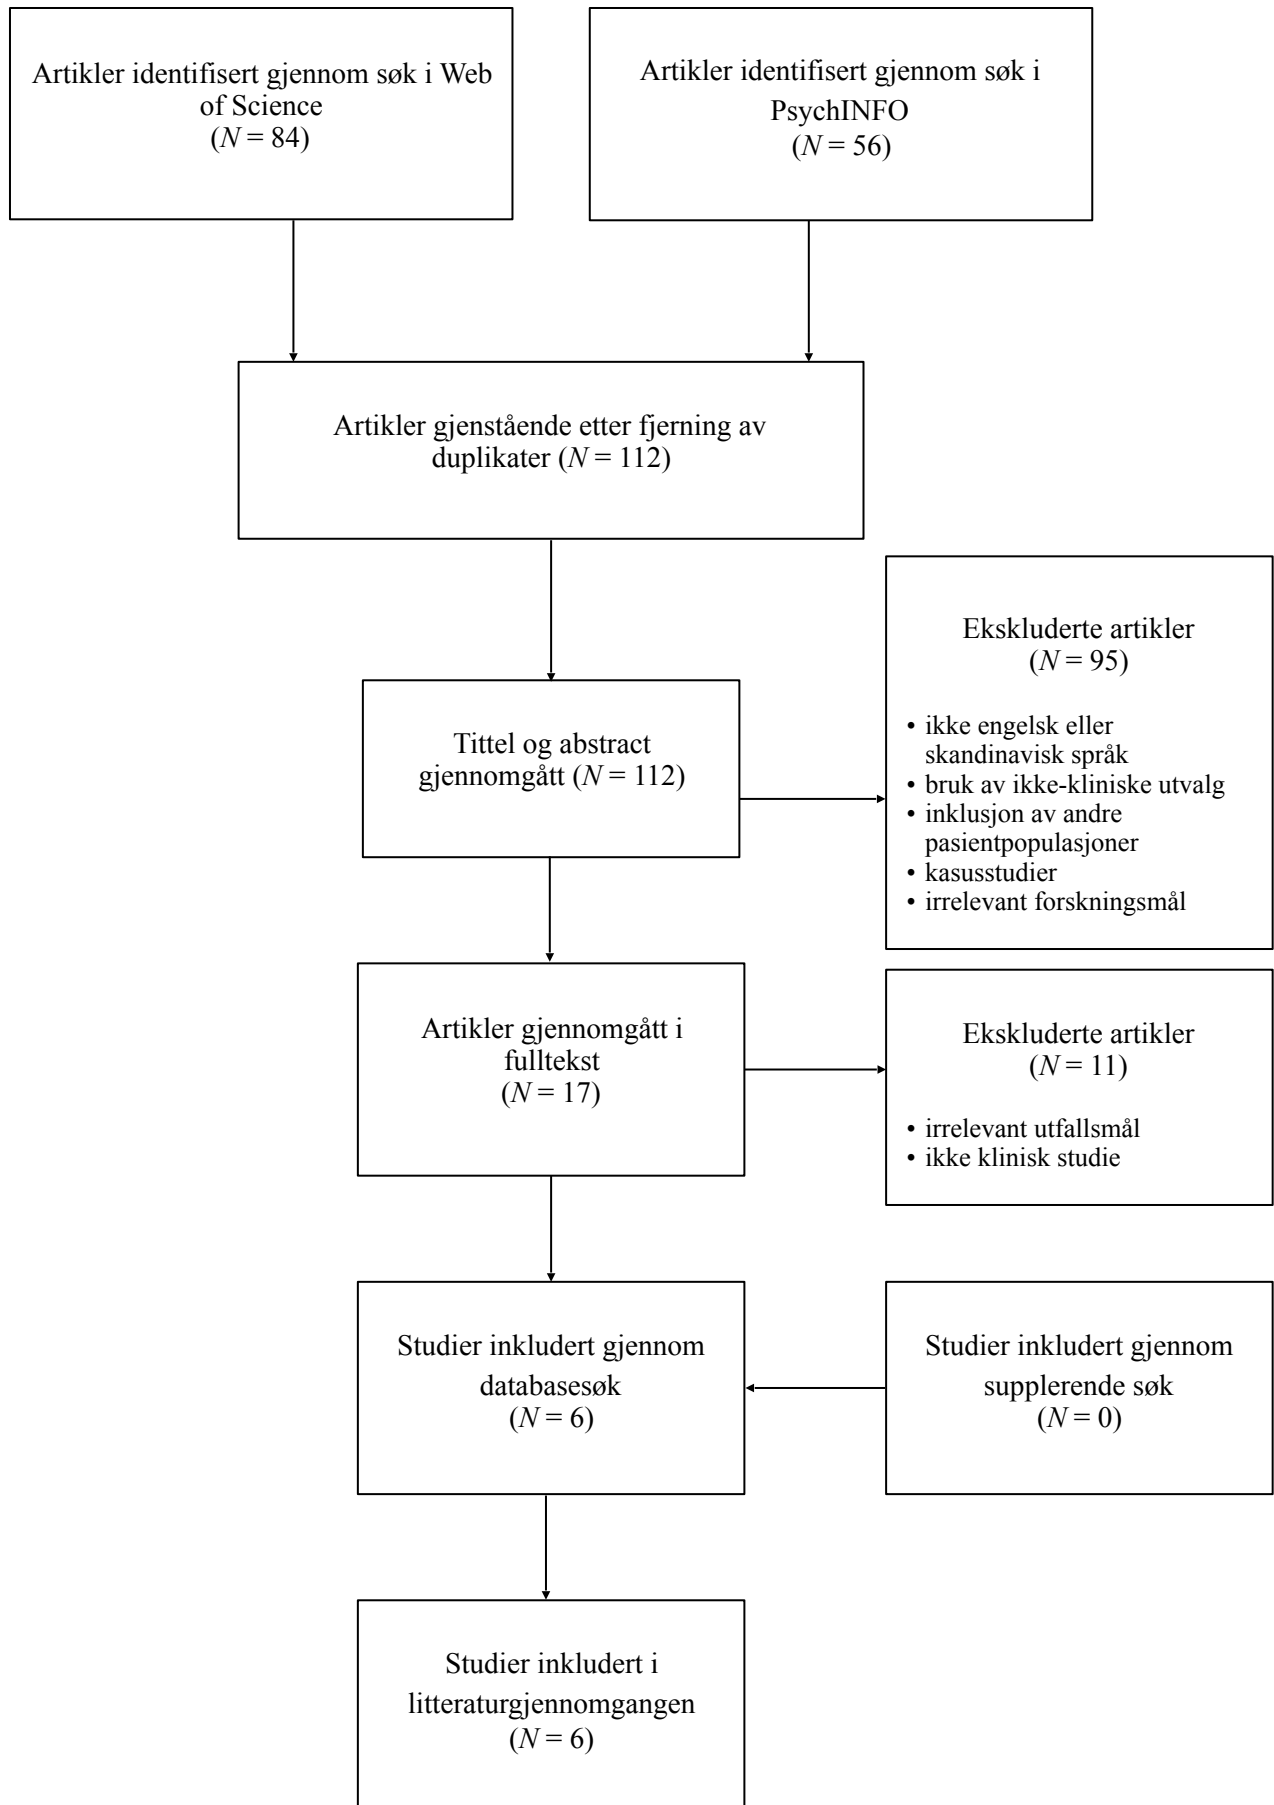 Artikler identifisert gjennom søk i Web
of Science
(N = 84)
Artikler identifisert gjennom søk i
PsychINFO
(N = 56)
Artikler gjenstående etter fjerning av
duplikater (N = 112)
Tittel og abstract
gjennomgått (N = 112)
Ekskluderte artikler
(N = 95)
• ikke engelsk eller
skandinavisk språk
• bruk av ikke-kliniske utvalg
• inklusjon av andre
pasientpopulasjoner
• kasusstudier
• irrelevant forskningsmål
Artikler gjennomgått i
fulltekst
(N = 17)
Ekskluderte artikler
(N = 11)
• irrelevant utfallsmål
• ikke klinisk studie
Studier inkludert gjennom
databasesøk
(N = 6)
Studier inkludert gjennom
supplerende søk
(N = 0)
Studier inkludert i
litteraturgjennomgangen
(N = 6)